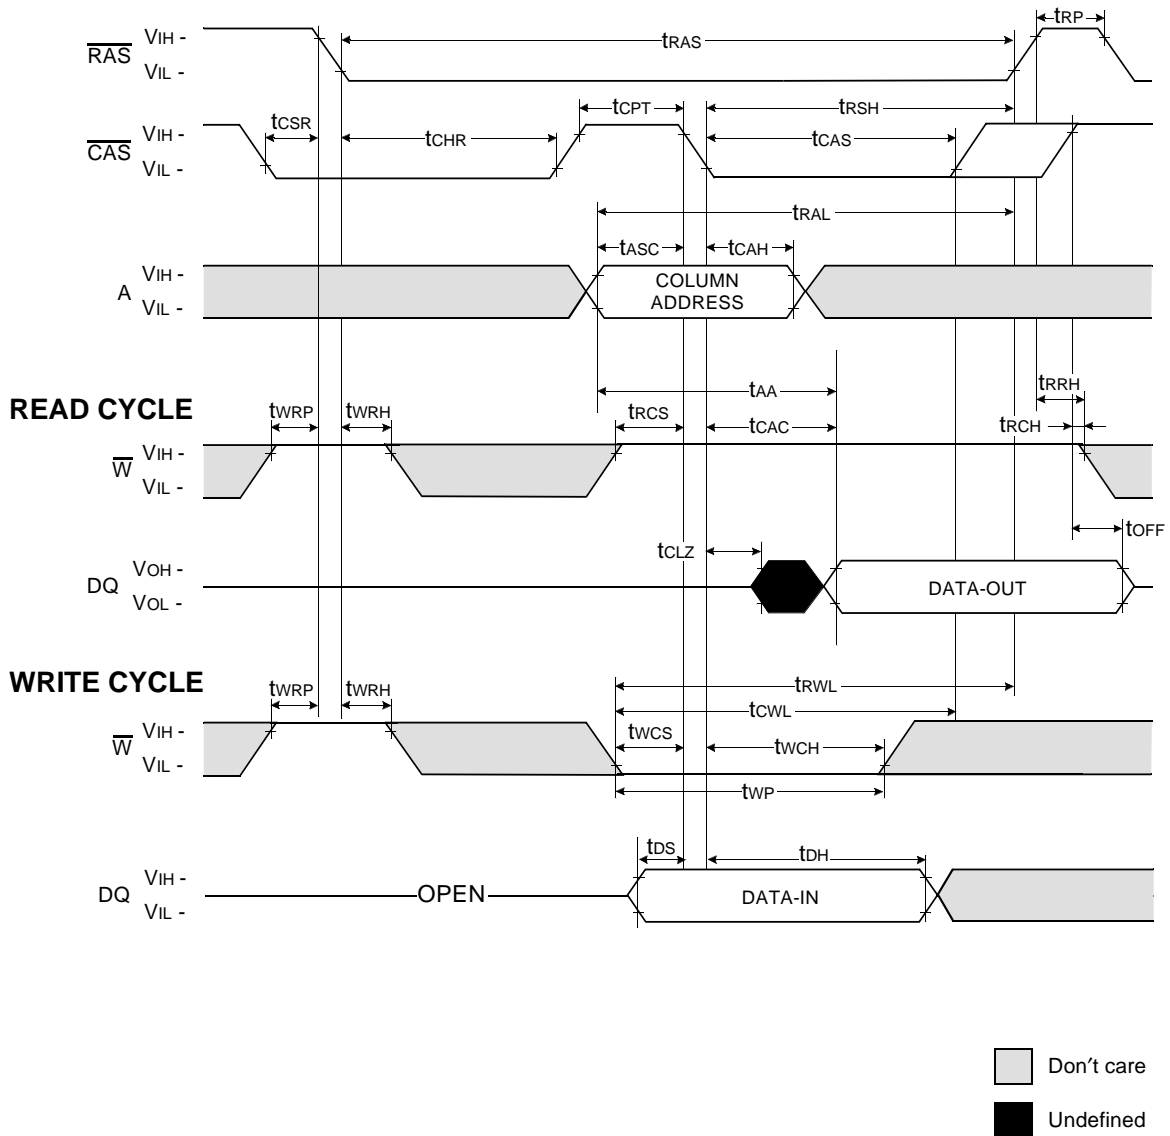 tRP
VIH -
RAS
tRAS
VIL -
tCPT
tRSH
tCSR
VIH -
CAS
tCHR
tCAS
VIL -
tRAL
tASC
tCAH
VIH -
A
COLUMN
ADDRESS
VIL -
READ CYCLE
tAA
tRRH
tWRP
tWRH
tRCS
tCAC
tRCH
VIH -
W
VIL -
tOFF
tCLZ
VOH -
DQ
DATA-OUT
VOL -
WRITE CYCLE
tWRP
tWRH
tRWL
tCWL
VIH -
W
tWCS
tWCH
VIL -
tWP
tDS
tDH
VIH -
DQ
OPEN
DATA-IN
VIL -
Don′t care
Undefined